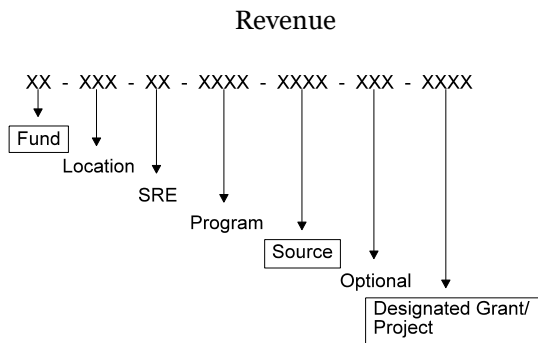 Revenue
XX - XXX - XX - XXXX - XXXX - XXX - XXXX
Fund
Location
SRE
Program
Source
Optional
Designated Grant/
Project